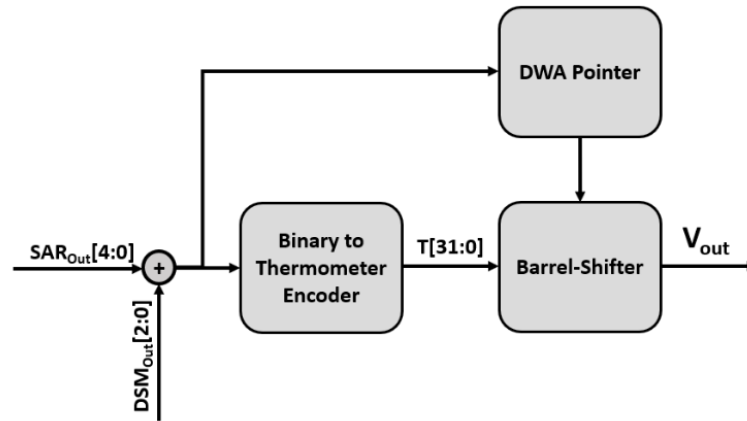 DWA Pointer
SAR_Out[4:0]
+
Binary to
Thermometer
Encoder
T[31:0]
Barrel-Shifter
V_out
DSM_Out[2:0]